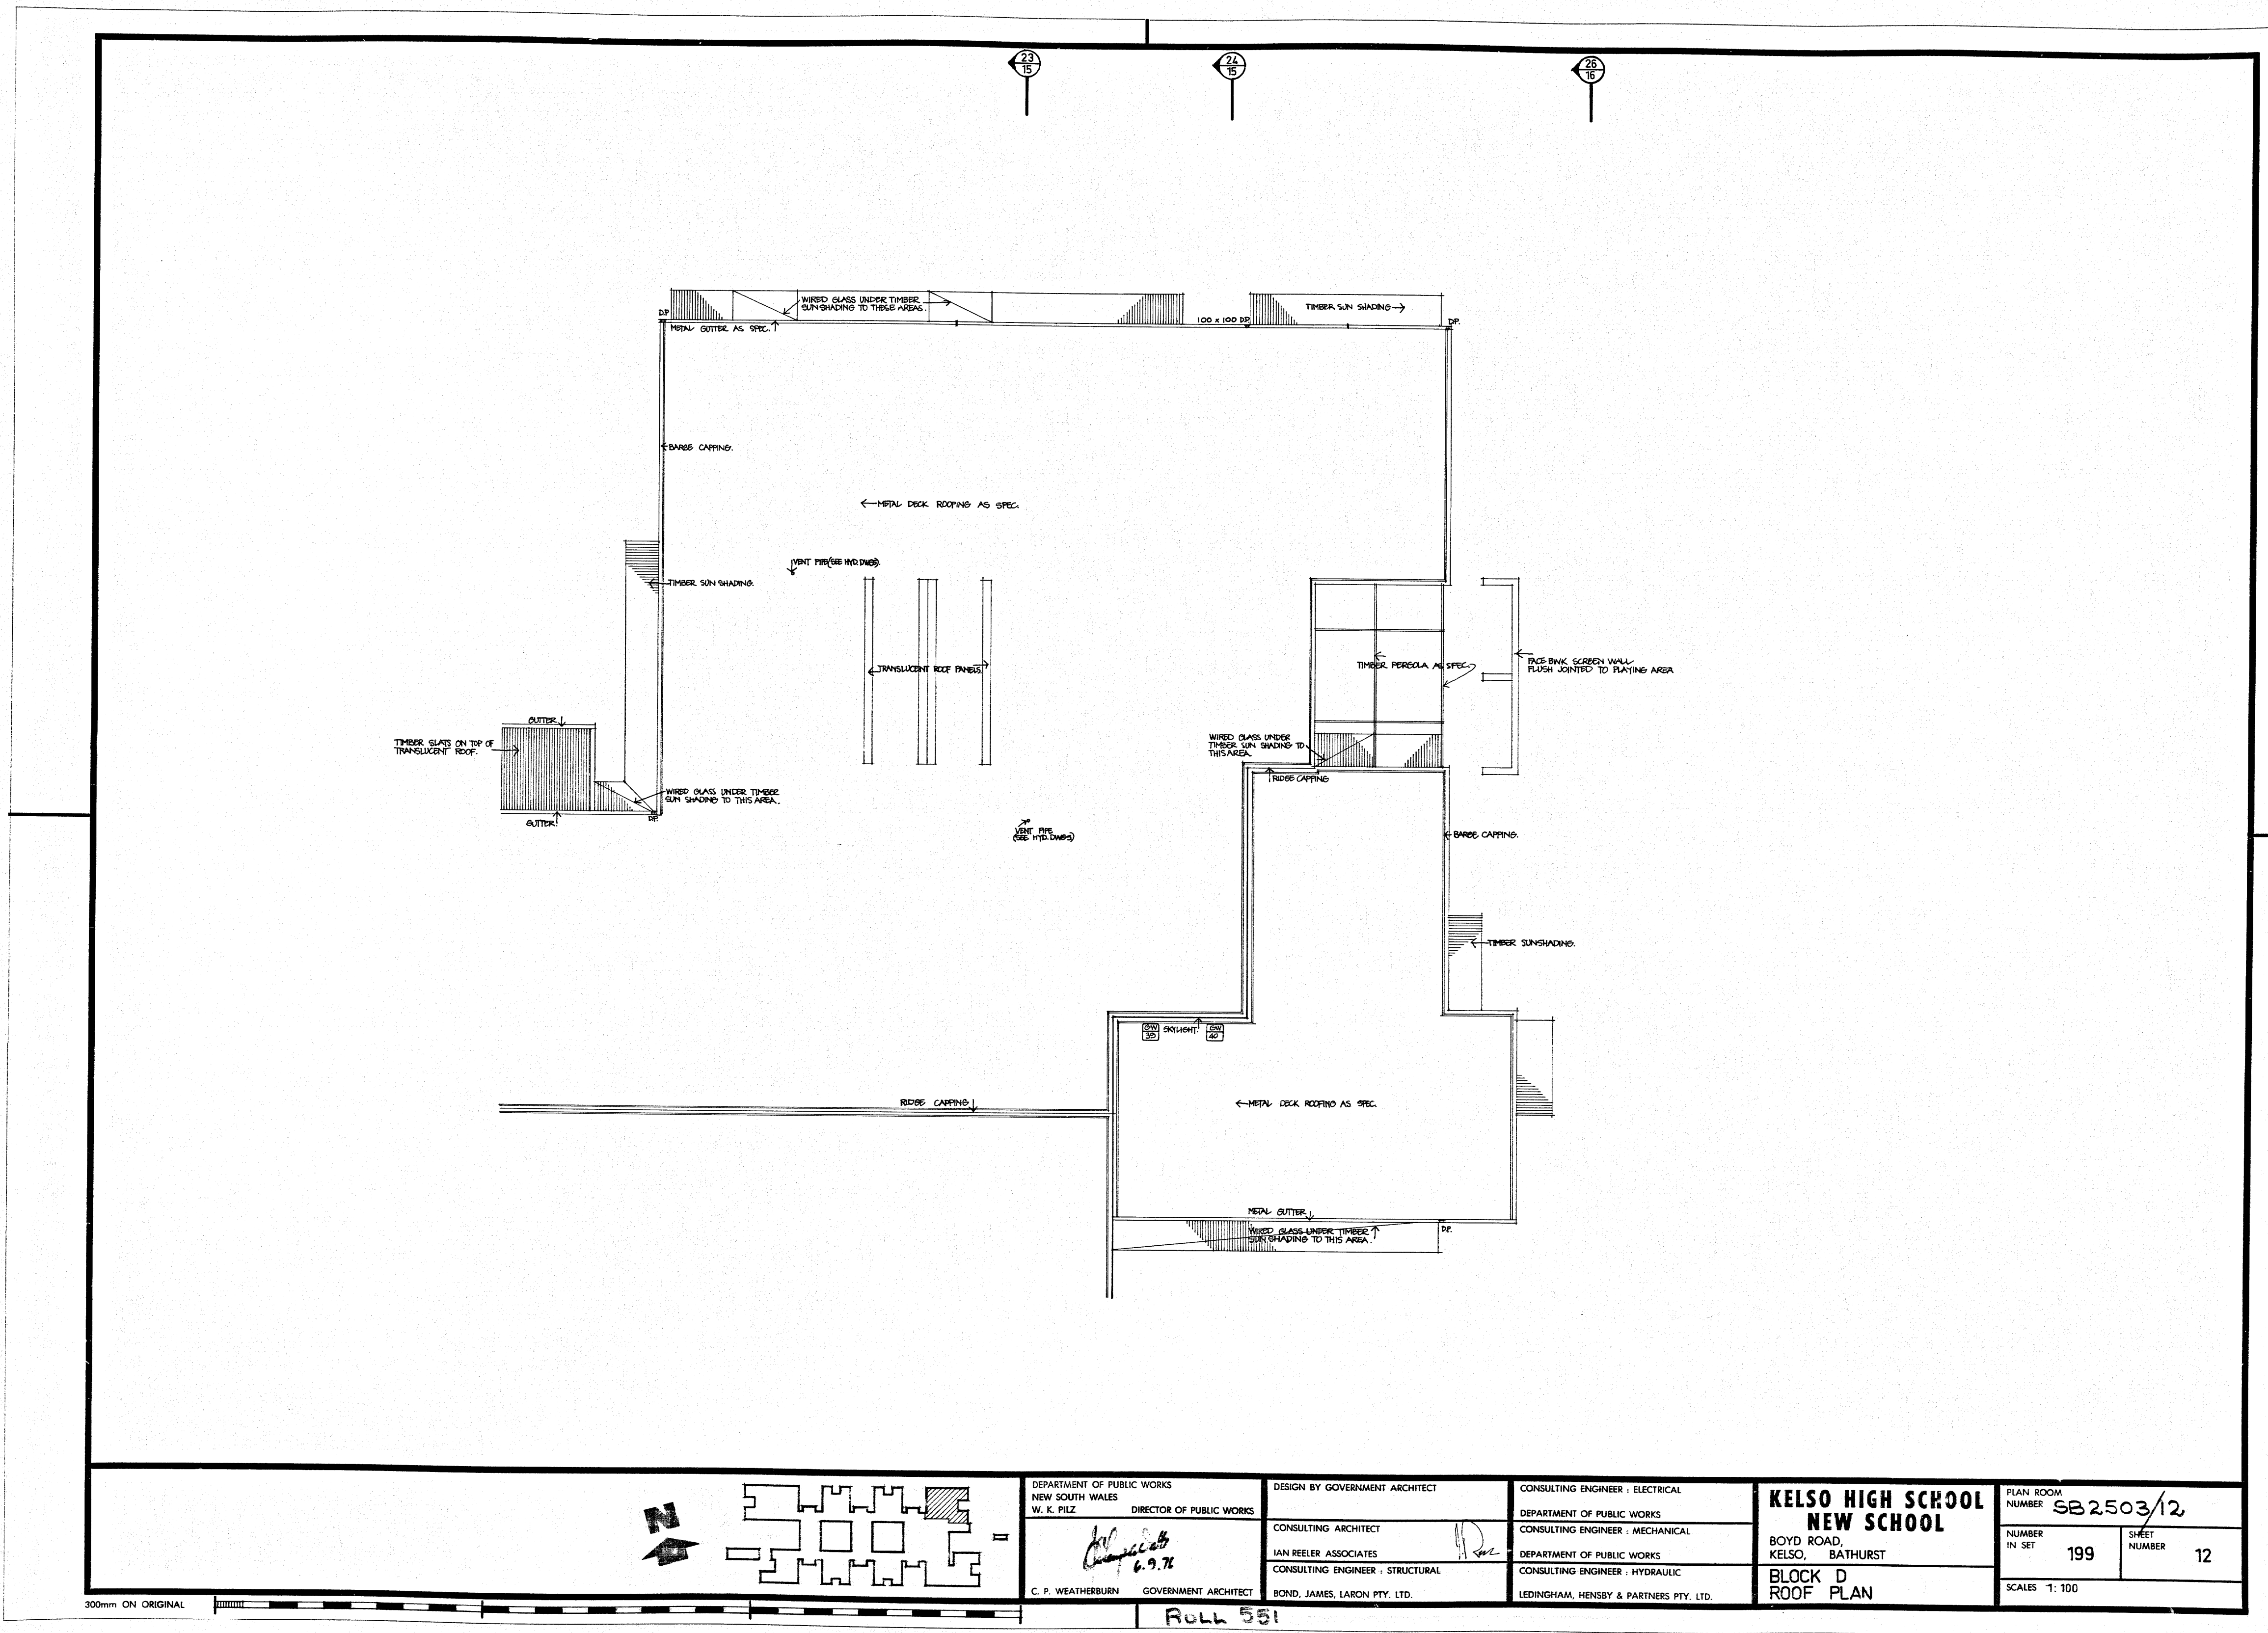 23
15
24
15
26
16
WIRED GLASS UNDER TIMBER
SUNSHADING TO THESE AREAS.
TIMBER SUN SHADING
D.P
METAL GUTTER AS SPEC.
100 x 100 DP.
D.P.
BARGE CAPPING.
METAL DECK ROOFING AS SPEC.
VENT PIPE (SEE HYD. DWGS).
TIMBER SUN SHADING.
TRANSLUCENT ROOF PANELS
TIMBER PERGOLA AS SPEC.
FACE BWK SCREEN WALL
FLUSH JOINTED TO PLAYING AREA
GUTTER
TIMBER SLATS ON TOP OF
TRANSLUCENT ROOF.
WIRED GLASS UNDER
TIMBER SUN SHADING TO
THIS AREA.
RIDGE CAPPING
WIRED GLASS UNDER TIMBER
SUN SHADING TO THIS AREA.
GUTTER
D.P.
VENT PIPE
(SEE HYD. DWGS)
BARGE CAPPING.
TIMBER SUNSHADING.
GW
39
SKYLIGHT.
GW
40
RIDGE CAPPING
METAL DECK ROOFING AS SPEC.
METAL GUTTER
WIRED GLASS UNDER TIMBER
SUN SHADING TO THIS AREA.
D.P.
N
DEPARTMENT OF PUBLIC WORKS
NEW SOUTH WALES
W. K. PILZ DIRECTOR OF PUBLIC WORKS
6.9.76
C. P. WEATHERBURN GOVERNMENT ARCHITECT
DESIGN BY GOVERNMENT ARCHITECT
CONSULTING ARCHITECT
IAN REELER ASSOCIATES
CONSULTING ENGINEER : STRUCTURAL
BOND, JAMES, LARON PTY. LTD.
CONSULTING ENGINEER : ELECTRICAL
DEPARTMENT OF PUBLIC WORKS
CONSULTING ENGINEER : MECHANICAL
DEPARTMENT OF PUBLIC WORKS
CONSULTING ENGINEER : HYDRAULIC
LEDINGHAM, HENSBY & PARTNERS PTY. LTD.
KELSO HIGH SCHOOL
NEW SCHOOL
BOYD ROAD,
KELSO, BATHURST
BLOCK D
ROOF PLAN
PLAN ROOM
NUMBER SB2503/12
NUMBER
IN SET 199
SHEET
NUMBER 12
SCALES 1:100
300mm ON ORIGINAL
ROLL 551